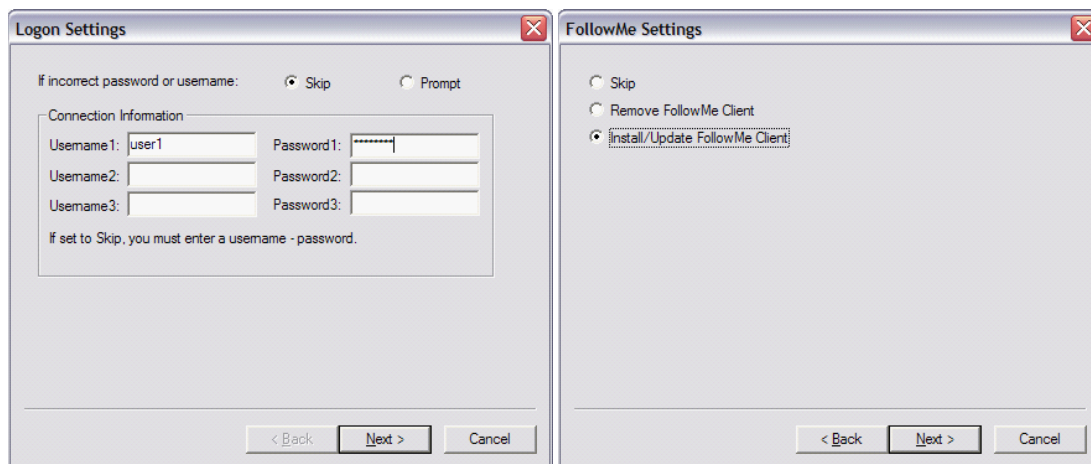 Logon Settings
If incorrect password or username: Skip Prompt
Connection Information
Username1: user1 Password1: ********
Username2: Password2:
Username3: Password3:
If set to Skip, you must enter a username - password.
< Back Next > Cancel
FollowMe Settings
Skip
Remove FollowMe Client
Install/Update FollowMe Client
< Back Next > Cancel